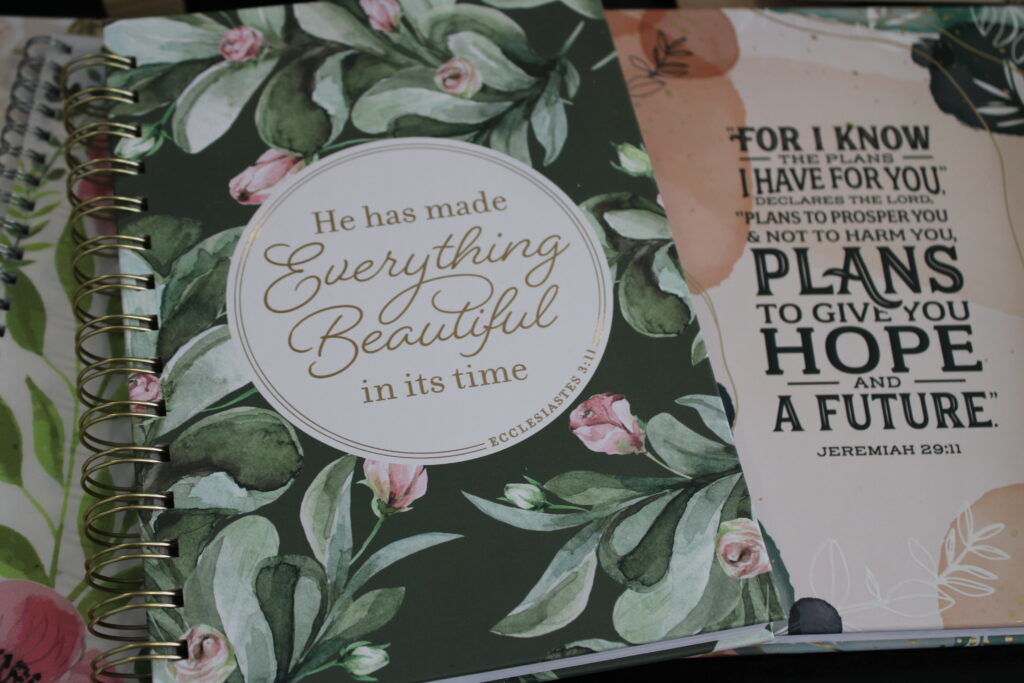 He has made
Everything
Beautiful
in its time
ECCLESIASTES 3:11
"FOR I KNOW
THE PLANS
I HAVE FOR YOU,"
DECLARES THE LORD,
"PLANS TO PROSPER YOU
& NOT TO HARM YOU,
PLANS
TO GIVE YOU
HOPE
AND
A FUTURE."
JEREMIAH 29:11